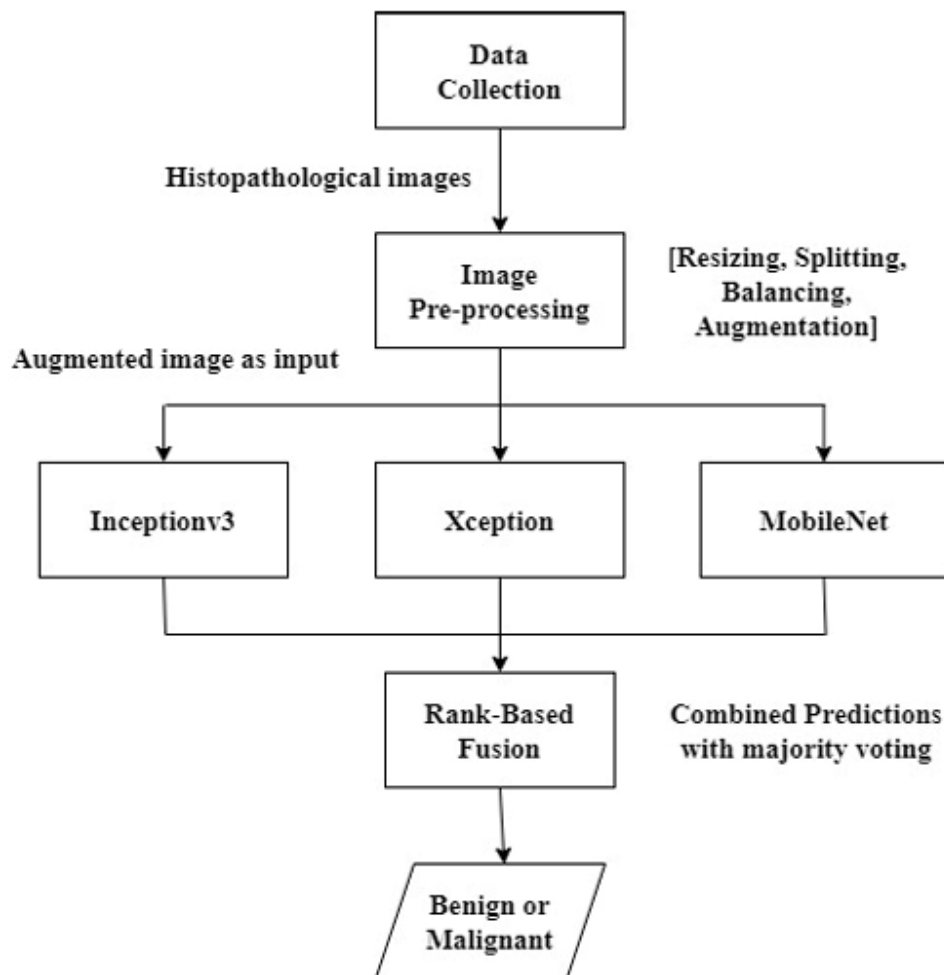 Data
Collection
Histopathological images
Image
Pre-processing
[Resizing, Splitting,
Balancing,
Augmentation]
Augmented image as input
Inceptionv3
Xception
MobileNet
Rank-Based
Fusion
Combined Predictions
with majority voting
Benign or
Malignant